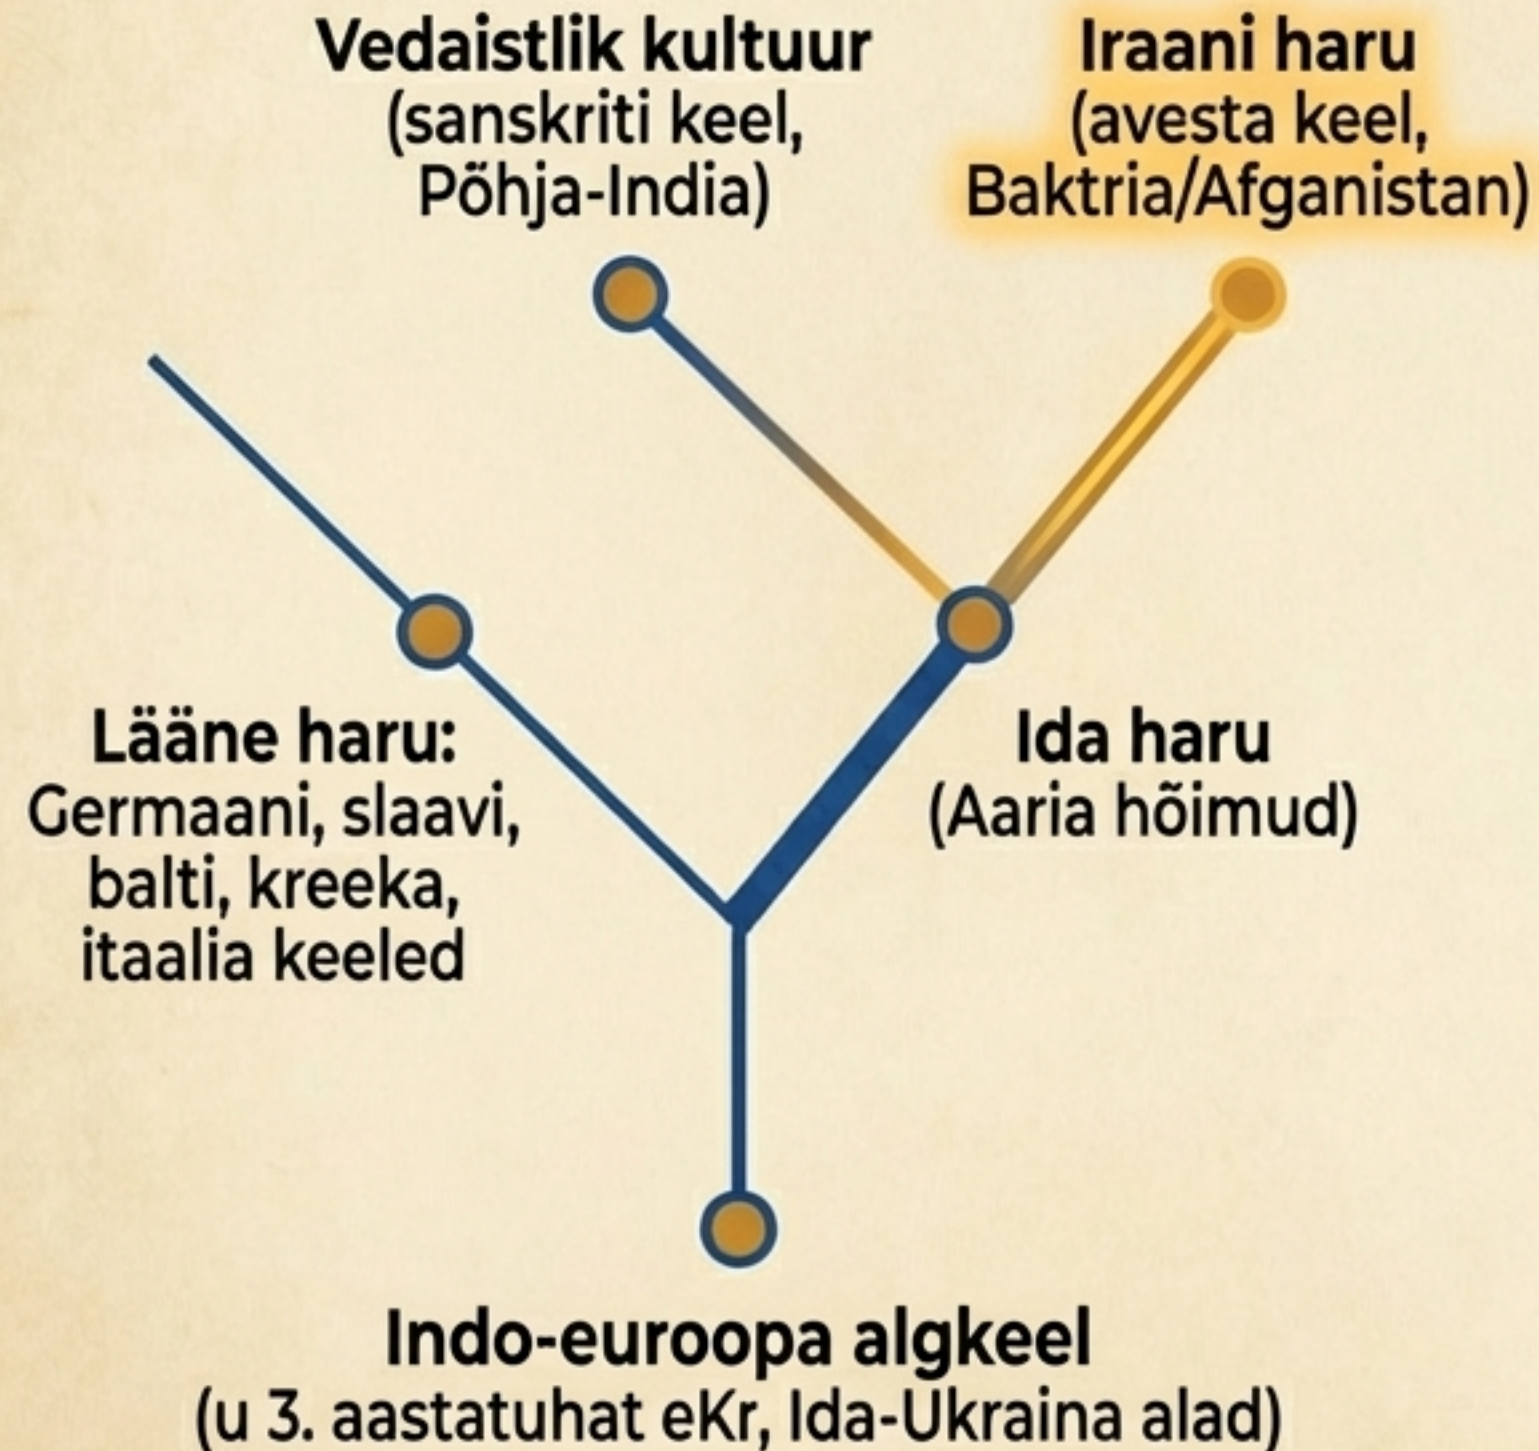 Vedaistlik kultuur
(sanskriti keel,
Põhja-India)
Iraani haru
(avesta keel,
Baktria/Afganistan)
Lääne haru:
Germaani, slaavi,
balti, kreeka,
itaalia keeled
Ida haru
(Aaria hõimud)
Indo-euroopa algkeel
(u 3. aastatuhat eKr, Ida-Ukraina alad)